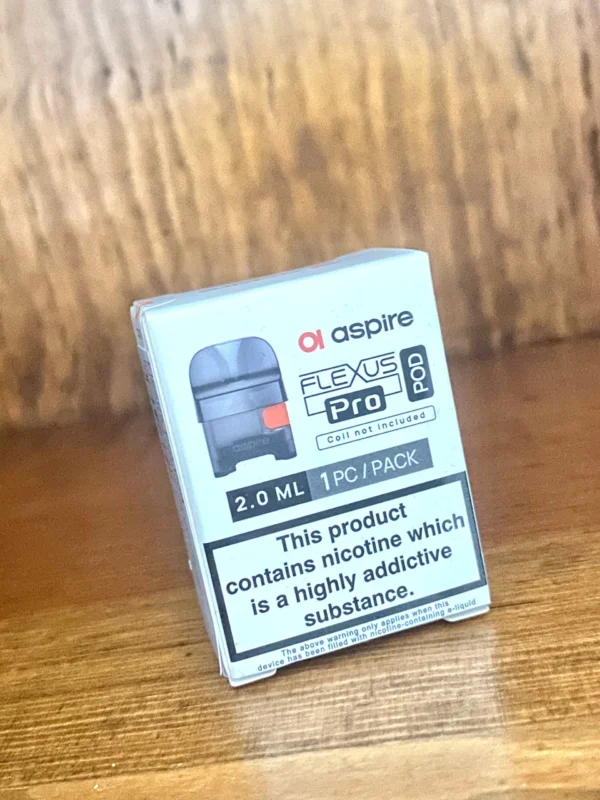 aspire
FLEXUS
Pro
POD
Coil not included
aspire
2.0 ML 1PC/PACK
This product
contains nicotine which
is a highly addictive
substance.
The above warning only applies when this
device has been filled with nicotine-containing e-liquid